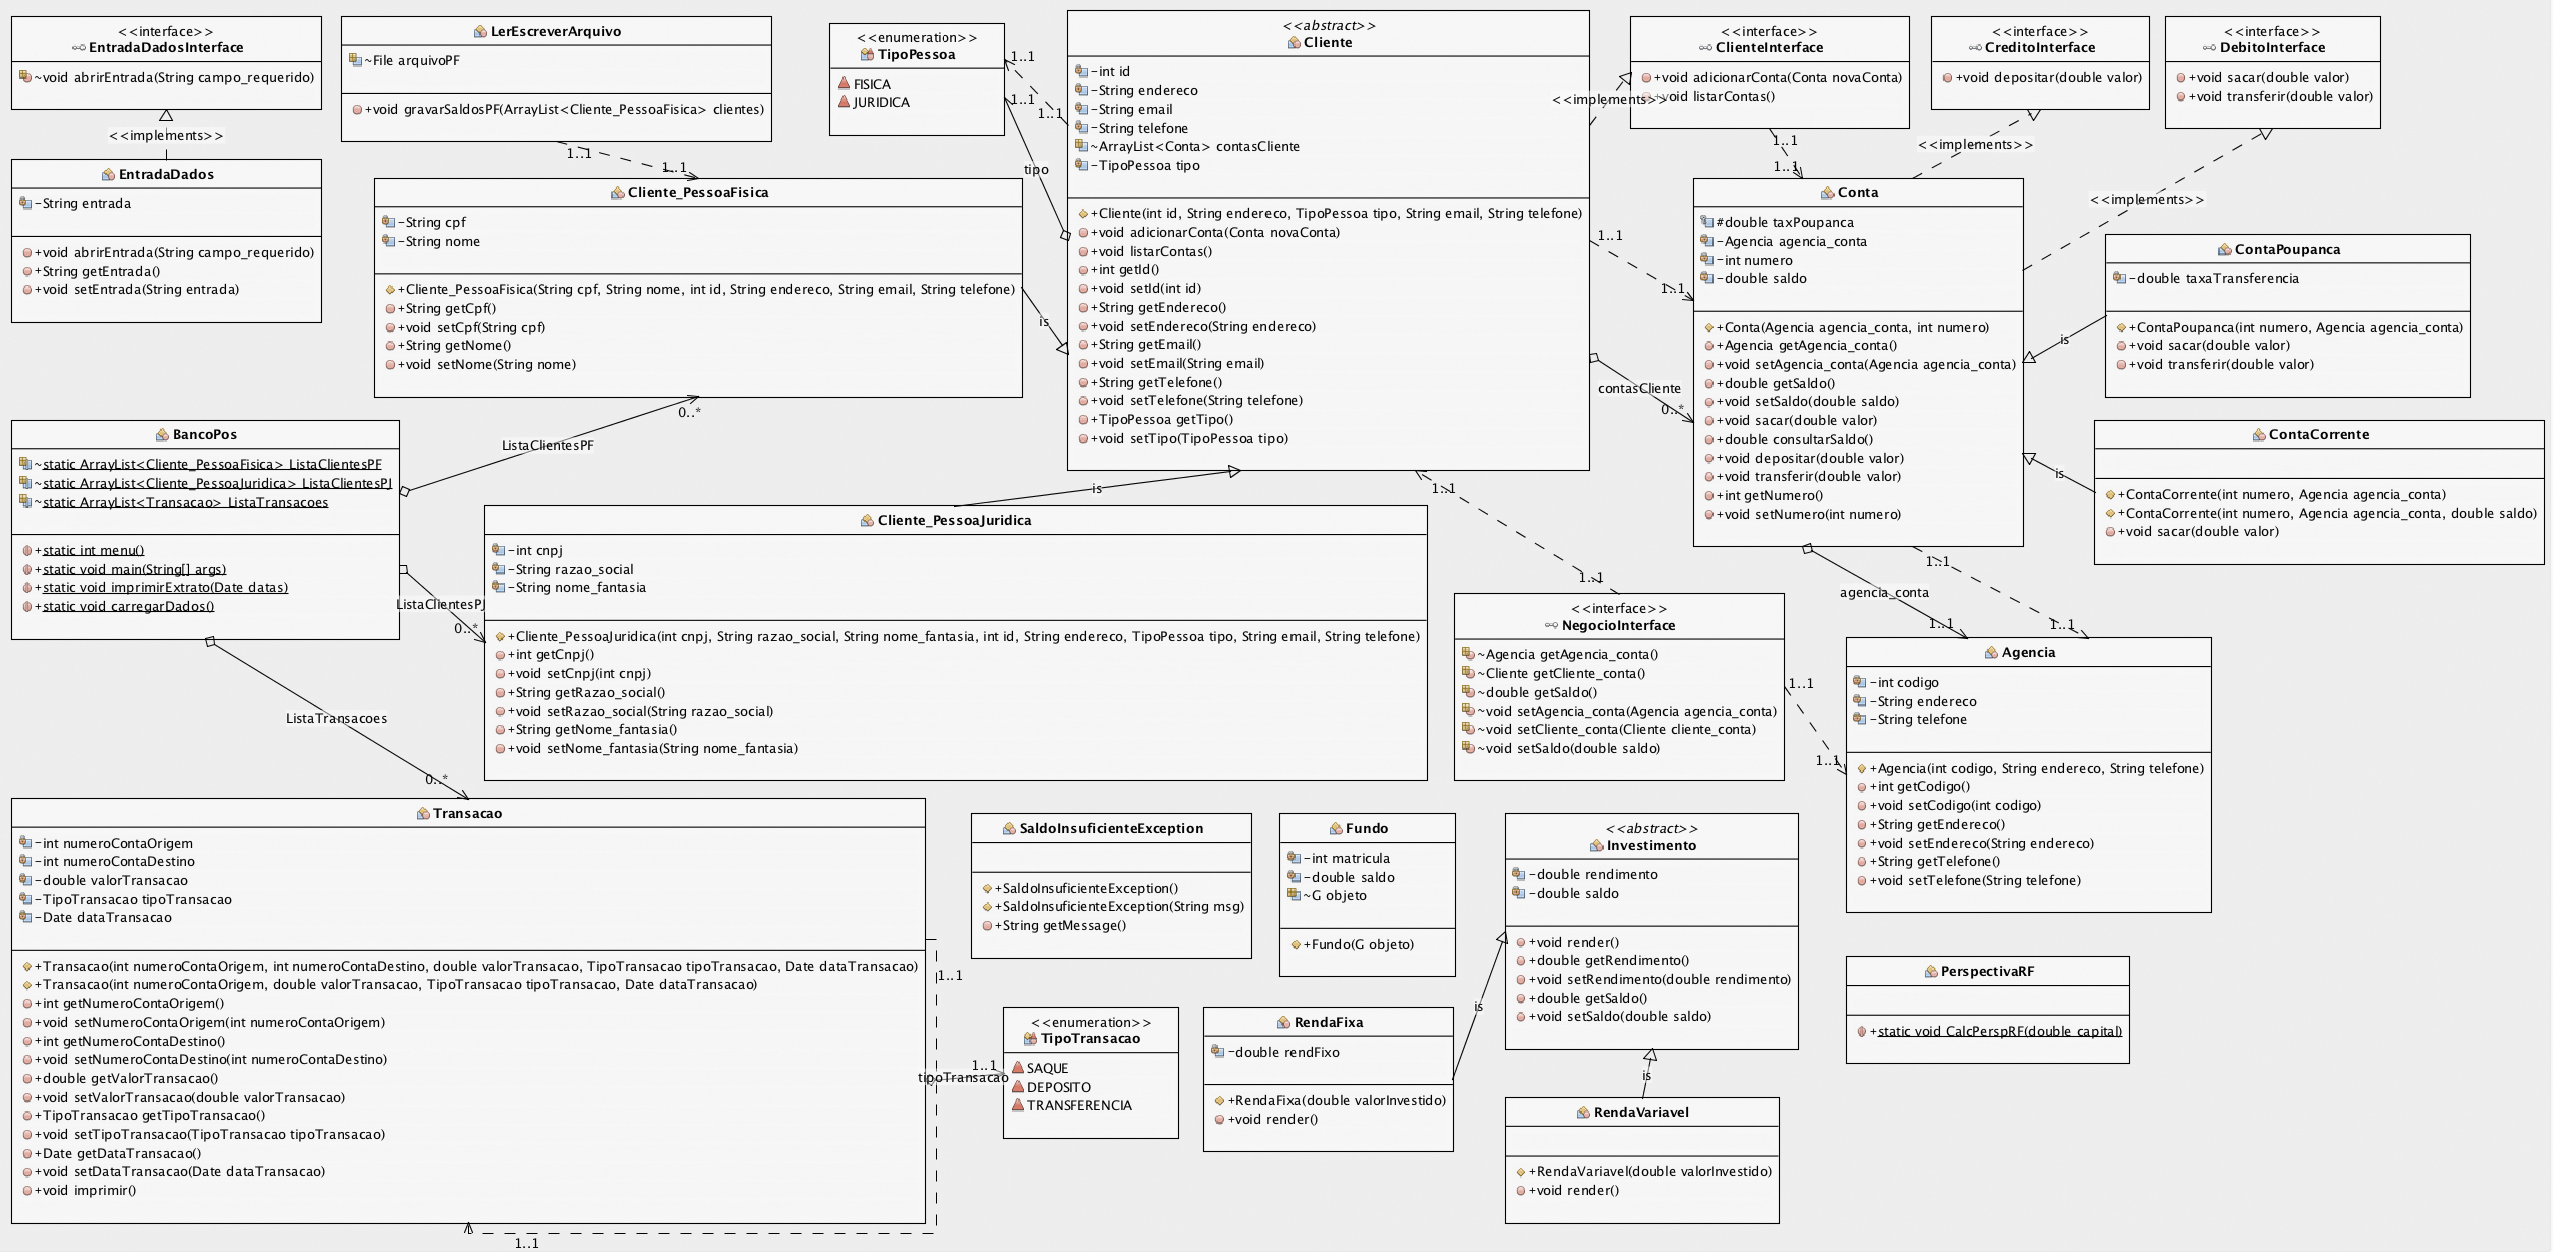 <<interface>>
EntradaDadosInterface
~void abrirEntrada(String campo_requerido)
<<implements>>
EntradaDados
-String entrada
+void abrirEntrada(String campo_requerido)
+String getEntrada()
+void setEntrada(String entrada)
LerEscreverArquivo
~File arquivoPF
+void gravarSaldosPF(ArrayList<Cliente_PessoaFisica> clientes)
1..1
1..1
Cliente_PessoaFisica
-String cpf
-String nome
+Cliente_PessoaFisica(String cpf, String nome, int id, String endereco, String email, String telefone)
+String getCpf()
+void setCpf(String cpf)
+String getNome()
+void setNome(String nome)
is
<<enumeration>>
TipoPessoa
FISICA
JURIDICA
1..1
1..1
1..1
tipo
<<abstract>>
Cliente
-int id
-String endereco
-String email
-String telefone
~ArrayList<Conta> contasCliente
-TipoPessoa tipo
+Cliente(int id, String endereco, TipoPessoa tipo, String email, String telefone)
+void adicionarConta(Conta novaConta)
+void listarContas()
+int getId()
+void setId(int id)
+String getEndereco()
+void setEndereco(String endereco)
+String getEmail()
+void setEmail(String email)
+String getTelefone()
+void setTelefone(String telefone)
+TipoPessoa getTipo()
+void setTipo(TipoPessoa tipo)
<<implements>>
<<interface>>
ClienteInterface
+void adicionarConta(Conta novaConta)
+void listarContas()
1..1
1..1
<<interface>>
CreditoInterface
+void depositar(double valor)
<<implements>>
<<interface>>
DebitoInterface
+void sacar(double valor)
+void transferir(double valor)
<<implements>>
1..1
1..1
contasCliente
0..*
Conta
#double taxPoupanca
-Agencia agencia_conta
-int numero
-double saldo
+Conta(Agencia agencia_conta, int numero)
+Agencia getAgencia_conta()
+void setAgencia_conta(Agencia agencia_conta)
+double getSaldo()
+void setSaldo(double saldo)
+void sacar(double valor)
+double consultarSaldo()
+void depositar(double valor)
+void transferir(double valor)
+int getNumero()
+void setNumero(int numero)
ContaPoupanca
-double taxaTransferencia
+ContaPoupanca(int numero, Agencia agencia_conta)
+void sacar(double valor)
+void transferir(double valor)
is
ContaCorrente
+ContaCorrente(int numero, Agencia agencia_conta)
+ContaCorrente(int numero, Agencia agencia_conta, double saldo)
+void sacar(double valor)
is
BancoPos
~static ArrayList<Cliente_PessoaFisica> ListaClientesPF
~static ArrayList<Cliente_PessoaJuridica> ListaClientesPJ
~static ArrayList<Transacao> ListaTransacoes
+static int menu()
+static void main(String[] args)
+static void imprimirExtrato(Date datas)
+static void carregarDados()
ListaClientesPF
0..*
ListaClientesPJ
0..*
ListaTransacoes
0..*
is
Cliente_PessoaJuridica
-int cnpj
-String razao_social
-String nome_fantasia
+Cliente_PessoaJuridica(int cnpj, String razao_social, String nome_fantasia, int id, String endereco, TipoPessoa tipo, String email, String telefone)
+int getCnpj()
+void setCnpj(int cnpj)
+String getRazao_social()
+void setRazao_social(String razao_social)
+String getNome_fantasia()
+void setNome_fantasia(String nome_fantasia)
1..1
1..1
<<interface>>
NegocioInterface
~Agencia getAgencia_conta()
~Cliente getCliente_conta()
~double getSaldo()
~void setAgencia_conta(Agencia agencia_conta)
~void setCliente_conta(Cliente cliente_conta)
~void setSaldo(double saldo)
1..1
1..1
agencia_conta
1..1
1..1
1..1
Agencia
-int codigo
-String endereco
-String telefone
+Agencia(int codigo, String endereco, String telefone)
+int getCodigo()
+void setCodigo(int codigo)
+String getEndereco()
+void setEndereco(String endereco)
+String getTelefone()
+void setTelefone(String telefone)
Transacao
-int numeroContaOrigem
-int numeroContaDestino
-double valorTransacao
-TipoTransacao tipoTransacao
-Date dataTransacao
+Transacao(int numeroContaOrigem, int numeroContaDestino, double valorTransacao, TipoTransacao tipoTransacao, Date dataTransacao)
+Transacao(int numeroContaOrigem, double valorTransacao, TipoTransacao tipoTransacao, Date dataTransacao)
+int getNumeroContaOrigem()
+void setNumeroContaOrigem(int numeroContaOrigem)
+int getNumeroContaDestino()
+void setNumeroContaDestino(int numeroContaDestino)
+double getValorTransacao()
+void setValorTransacao(double valorTransacao)
+TipoTransacao getTipoTransacao()
+void setTipoTransacao(TipoTransacao tipoTransacao)
+Date getDataTransacao()
+void setDataTransacao(Date dataTransacao)
+void imprimir()
1..1
1..1
tipoTransacao
1..1
SaldoInsuficienteException
+SaldoInsuficienteException()
+SaldoInsuficienteException(String msg)
+String getMessage()
<<enumeration>>
TipoTransacao
SAQUE
DEPOSITO
TRANSFERENCIA
Fundo
-int matricula
-double saldo
~G objeto
+Fundo(G objeto)
RendaFixa
-double rendFixo
+RendaFixa(double valorInvestido)
+void render()
is
<<abstract>>
Investimento
-double rendimento
-double saldo
+void render()
+double getRendimento()
+void setRendimento(double rendimento)
+double getSaldo()
+void setSaldo(double saldo)
is
RendaVariavel
+RendaVariavel(double valorInvestido)
+void render()
PerspectivaRF
+static void CalcPerspRF(double capital)